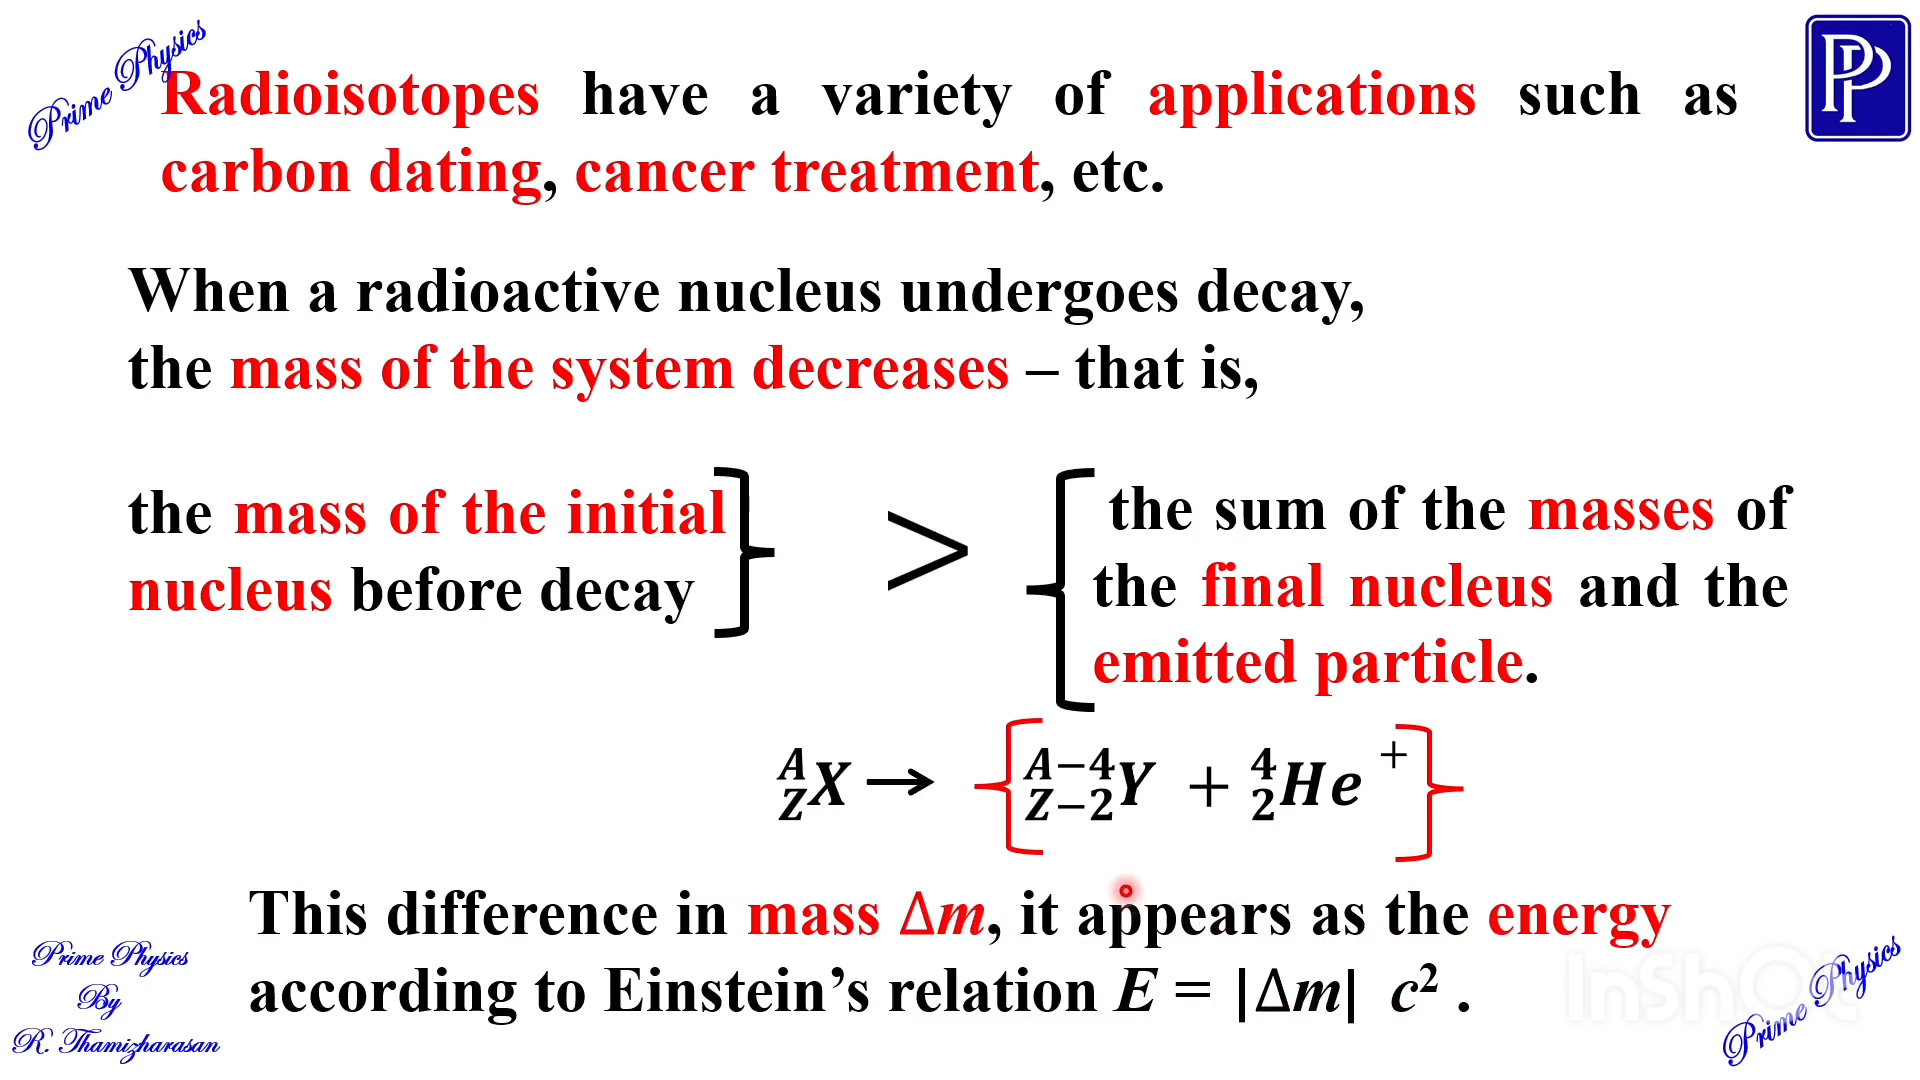 Prime Physics
PP
Radioisotopes have a variety of applications such as
carbon dating, cancer treatment, etc.
When a radioactive nucleus undergoes decay,
the mass of the system decreases – that is,
the mass of the initial
nucleus before decay
>
the sum of the masses of
the final nucleus and the
emitted particle.
^A_Z X → { ^{A−4}_{Z−2} Y + ^4_2 He ^+ }
This difference in mass Δm, it appears as the energy
according to Einstein’s relation E = |Δm| c² .
Prime Physics
By
R. Thamizharasan
InShOt
Prime Physics